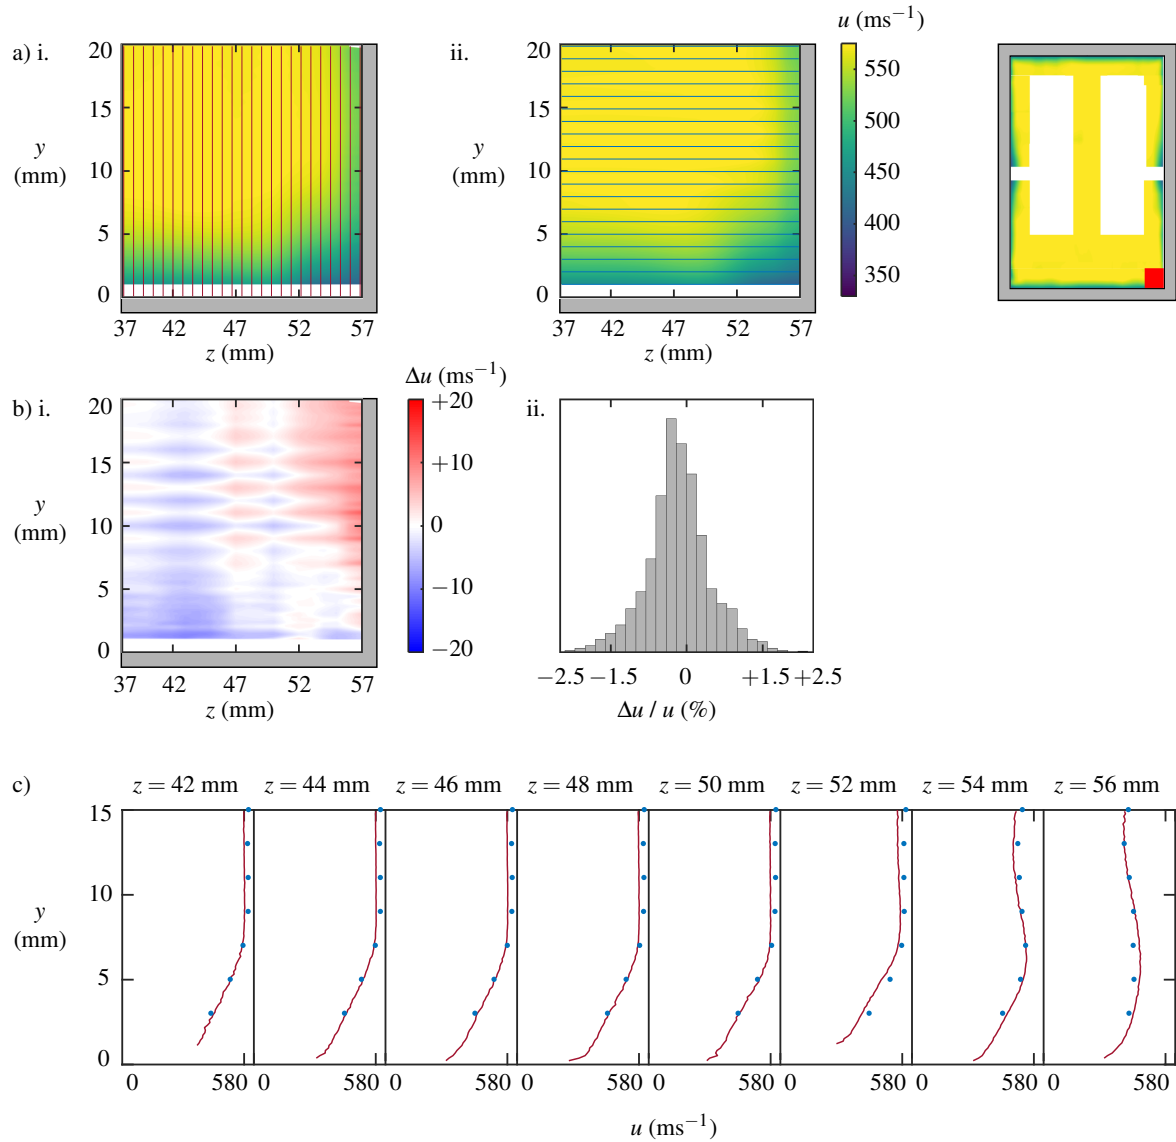 a) i.
20
15
10
5
0
y
(mm)
37 42 47 52 57
z (mm)
ii.
20
15
10
5
0
y
(mm)
37 42 47 52 57
z (mm)
u (ms⁻¹)
550
500
450
400
350
b) i.
20
15
10
5
0
y
(mm)
37 42 47 52 57
z (mm)
Δu (ms⁻¹)
+20
+10
0
−10
−20
ii.
−2.5 −1.5 0 +1.5 +2.5
Δu / u (%)
c)
z = 42 mm z = 44 mm z = 46 mm z = 48 mm z = 50 mm z = 52 mm z = 54 mm z = 56 mm
15
10
5
0
y
(mm)
0 580 0 580 0 580 0 580 0 580 0 580 0 580 0 580
u (ms⁻¹)